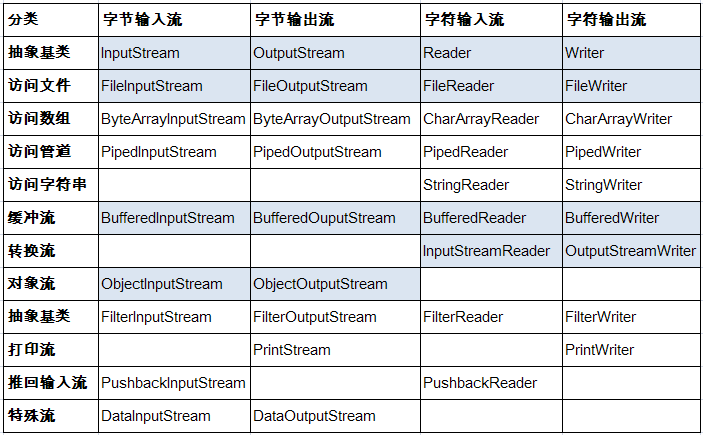 分类 字节输入流 字节输出流 字符输入流 字符输出流
抽象基类 InputStream OutputStream Reader Writer
访问文件 FileInputStream FileOutputStream FileReader FileWriter
访问数组 ByteArrayInputStream ByteArrayOutputStream CharArrayReader CharArrayWriter
访问管道 PipedInputStream PipedOutputStream PipedReader PipedWriter
访问字符串 StringReader StringWriter
缓冲流 BufferedInputStream BufferedOuputStream BufferedReader BufferedWriter
转换流 InputStreamReader OutputStreamWriter
对象流 ObjectInputStream ObjectOutputStream
抽象基类 FilterInputStream FilterOutputStream FilterReader FilterWriter
打印流 PrintStream PrintWriter
推回输入流 PushbackInputStream PushbackReader
特殊流 DataInputStream DataOutputStream